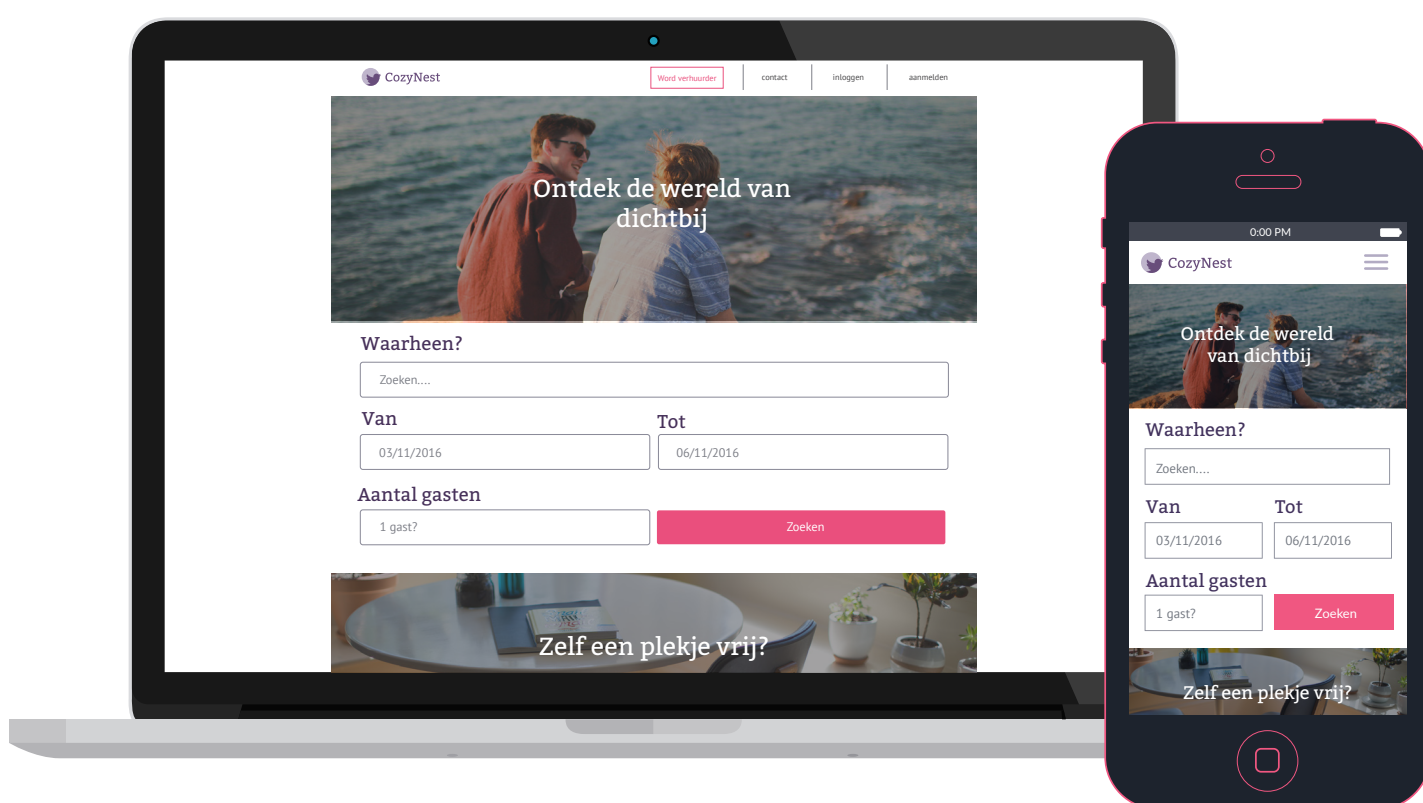 CozyNest
Word verhuurder
contact
inloggen
aanmelden
Ontdek de wereld van
dichtbij
Waarheen?
Zoeken....
Van
Tot
03/11/2016
06/11/2016
Aantal gasten
1 gast?
Zoeken
Zelf een plekje vrij?
0:00 PM
CozyNest
Ontdek de wereld
van dichtbij
Waarheen?
Zoeken....
Van
Tot
03/11/2016
06/11/2016
Aantal gasten
1 gast?
Zoeken
Zelf een plekje vrij?